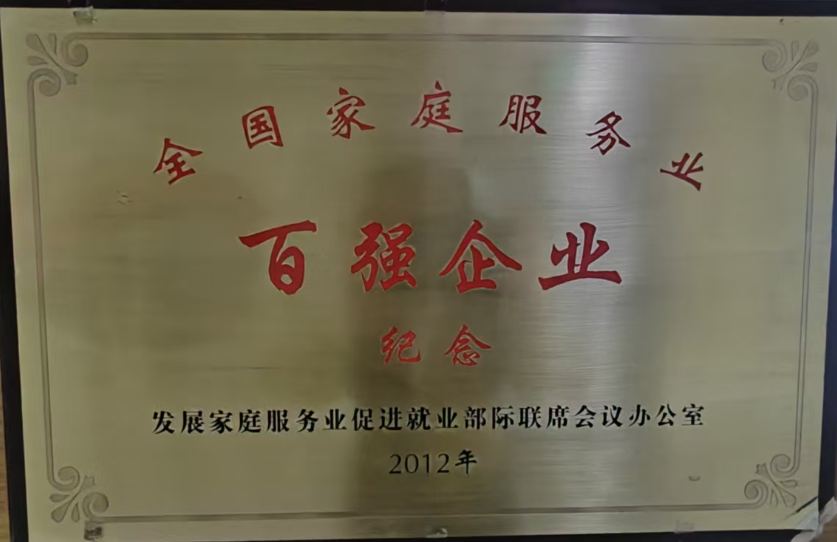 全国家庭服务业
百强企业
纪念
发展家庭服务业促进就业部际联席会议办公室
2012年